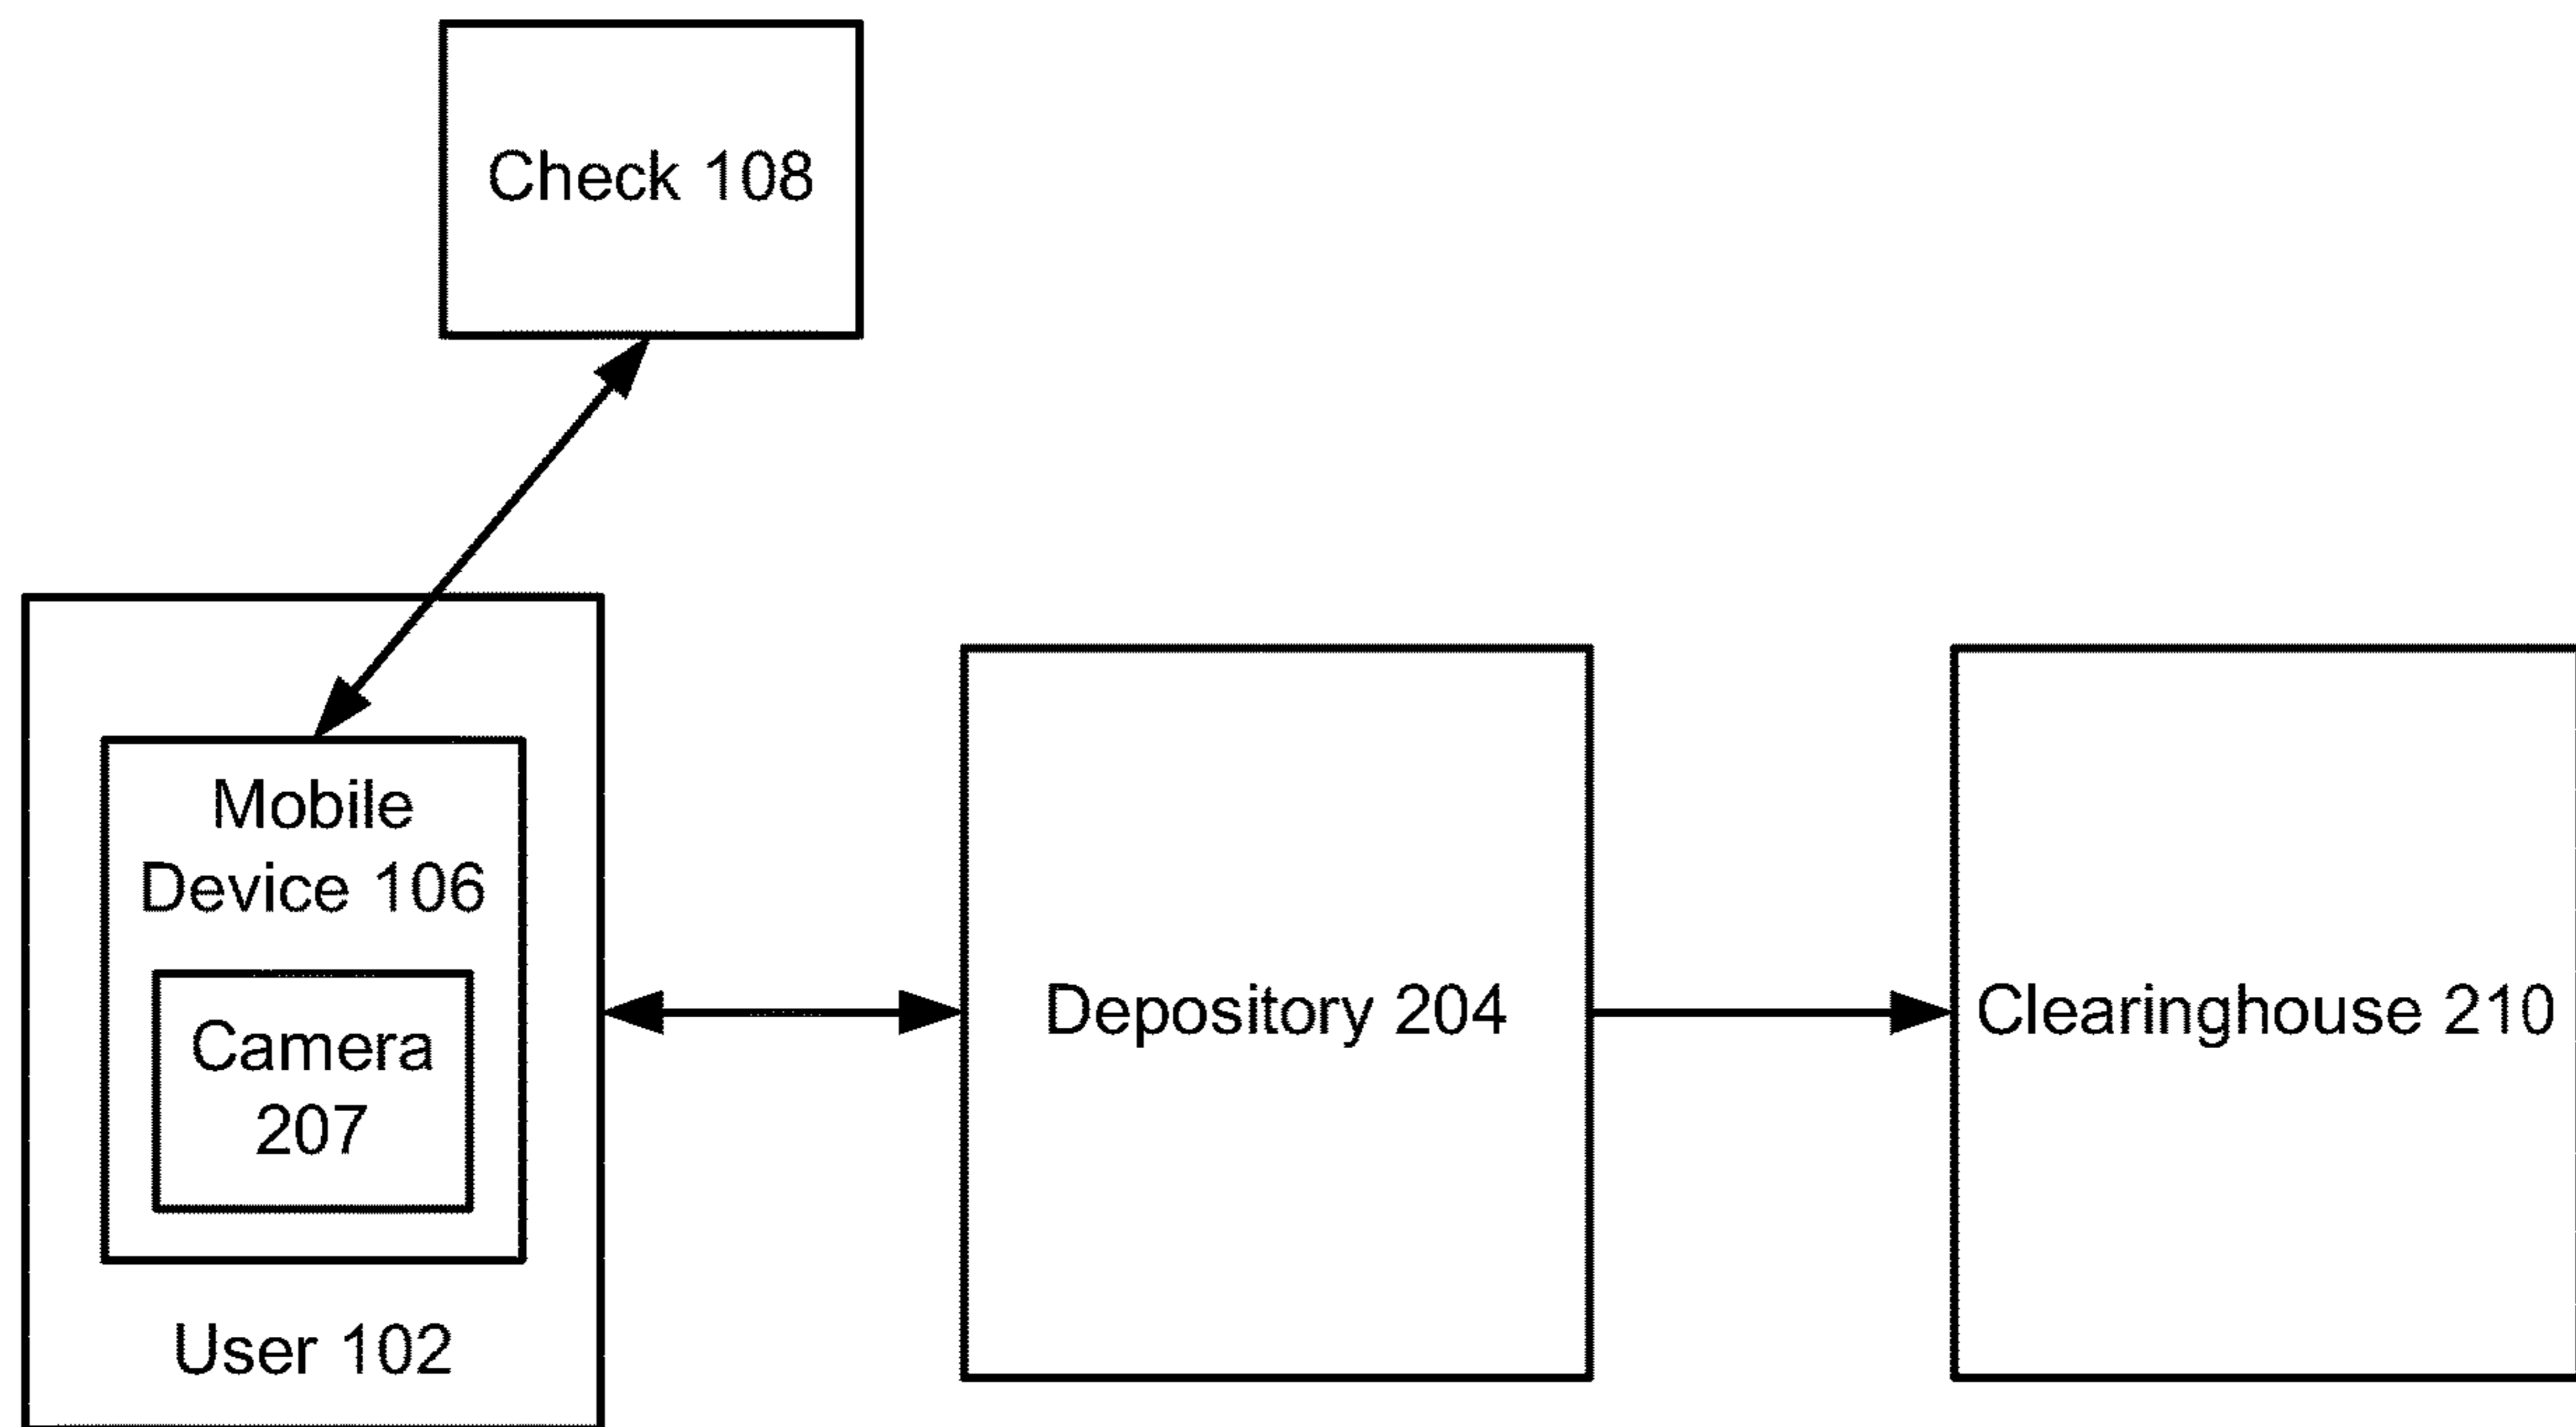 Check 108
Mobile
Device 106
Camera
207
User 102
Depository 204
Clearinghouse 210